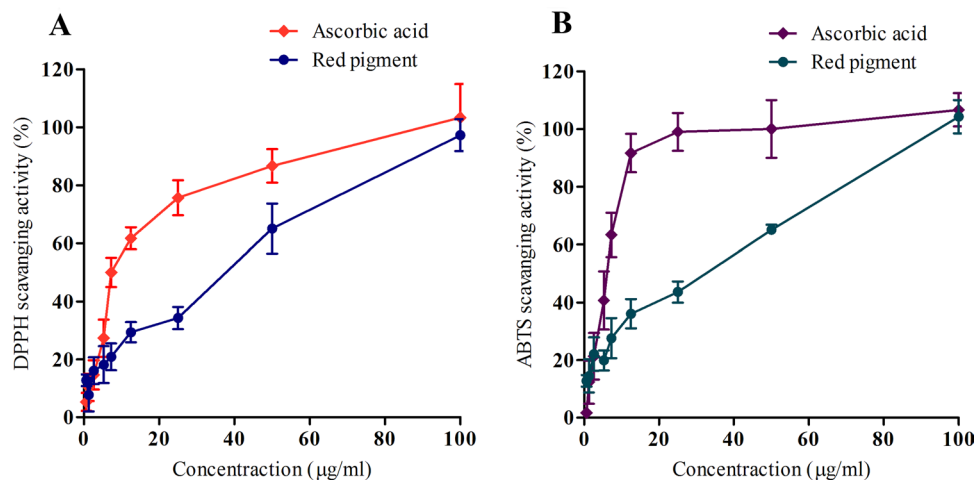 A
Ascorbic acid
Red pigment
DPPH scavanging activity (%)
120
100
80
60
40
20
0
0 20 40 60 80 100
Concentraction (μg/ml)
B
Ascorbic acid
Red pigment
ABTS scavanging activity (%)
120
100
80
60
40
20
0
0 20 40 60 80 100
Concentraction (μg/ml)